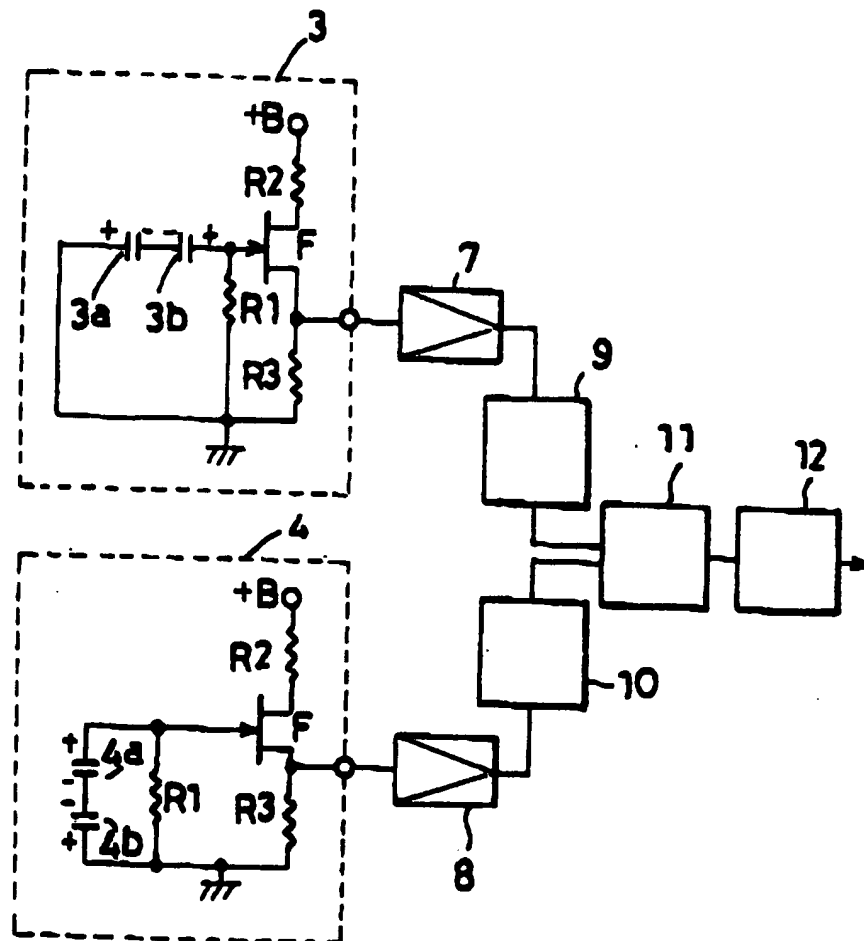 3
+B
R2
F
+ - - +
3a
3b
R1
R3
7
9
11
12
4
+B
R2
F
+
4a
-
R1
R3
-
4b
+
10
8